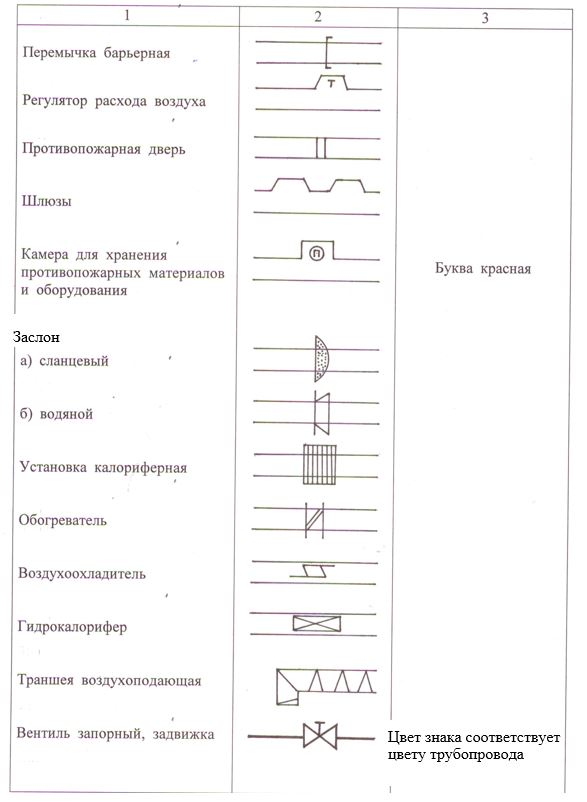 1 2 3
Перемычка барьерная
Т
Регулятор расхода воздуха
Противопожарная дверь
Шлюзы
Камера для хранения
П
противопожарных материалов
Буква красная
и оборудования
Заслон
а) сланцевый
б) водяной
Установка калориферная
Обогреватель
Воздухоохладитель
Гидрокалорифер
Траншея воздухоподающая
Вентиль запорный, задвижка
Цвет знака соответствует
цвету трубопровода